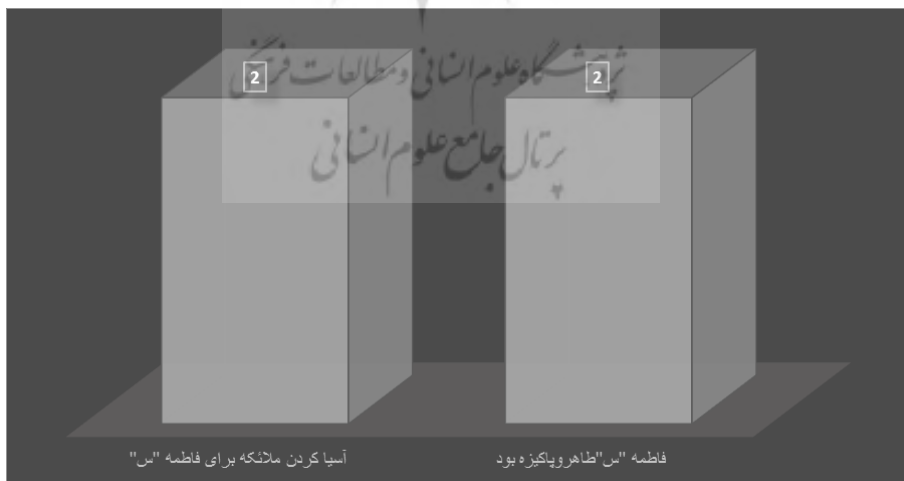 پژوهشگاه علوم انسانی و مطالعات فرهنگی
پرتال جامع علوم انسانی
2 2
فاطمه "س"طاهروپاکیزه بود
آسیا کردن ملائکه برای فاطمه "س"